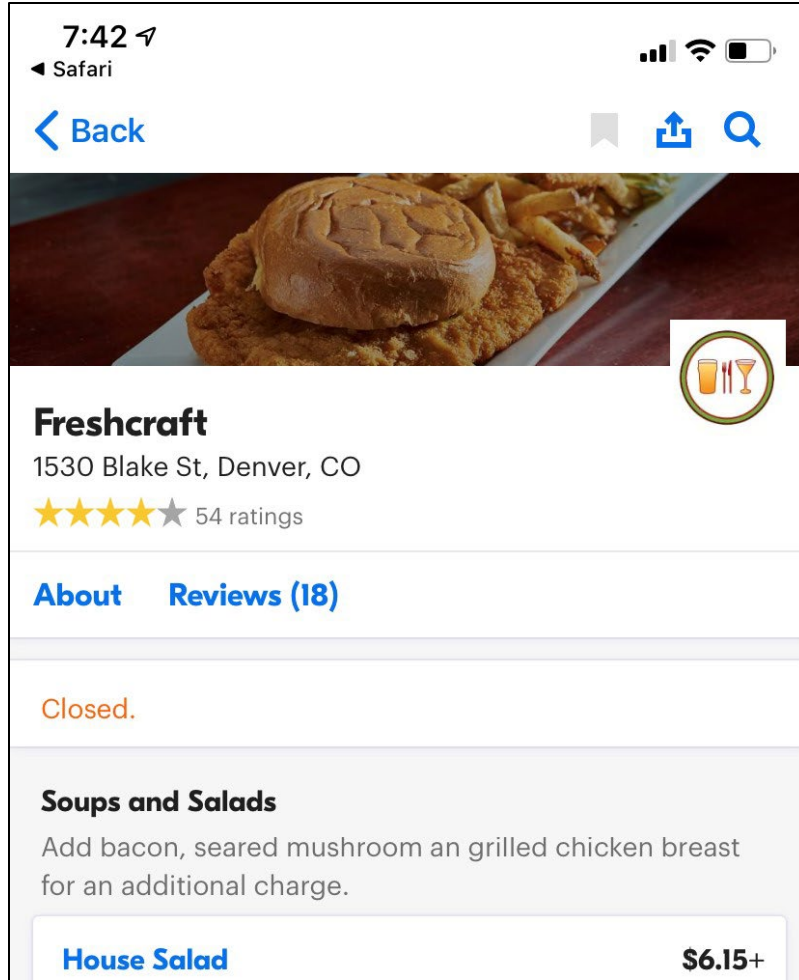 7:42
Safari
Back
Freshcraft
1530 Blake St, Denver, CO
54 ratings
About Reviews (18)
Closed.
Soups and Salads
Add bacon, seared mushroom an grilled chicken breast
for an additional charge.
House Salad $6.15+